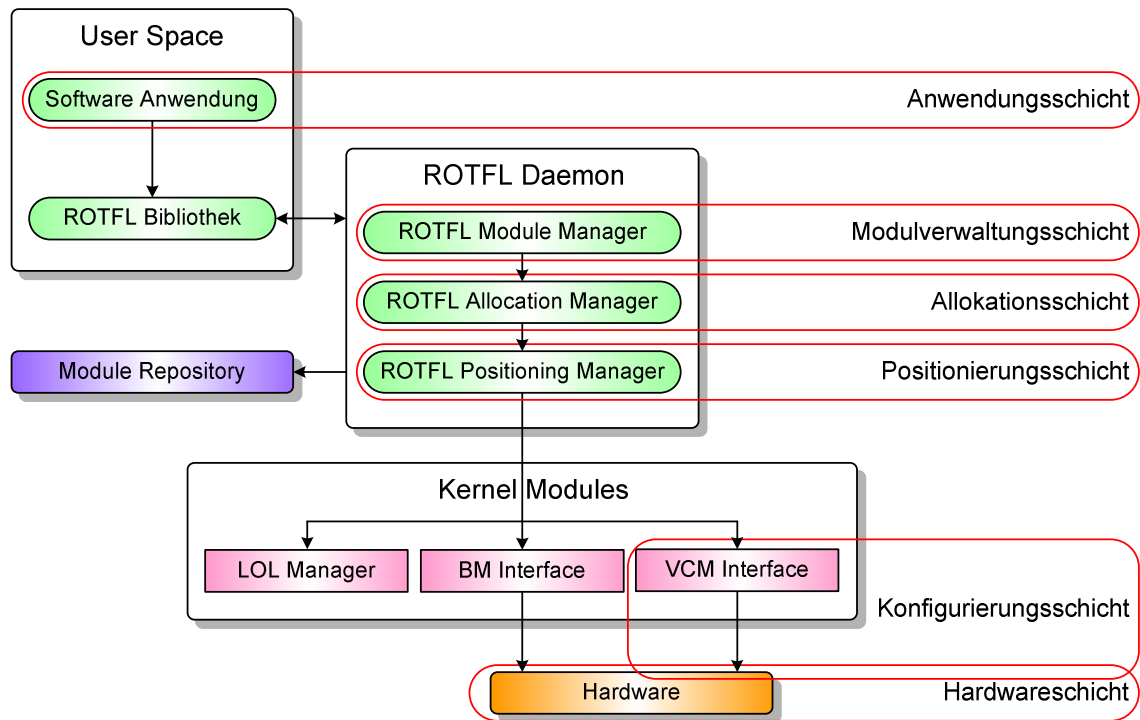 User Space
Software Anwendung
Anwendungsschicht
ROTFL Bibliothek
ROTFL Daemon
ROTFL Module Manager
Modulverwaltungsschicht
ROTFL Allocation Manager
Allokationsschicht
Module Repository
ROTFL Positioning Manager
Positionierungsschicht
Kernel Modules
LOL Manager
BM Interface
VCM Interface
Konfigurierungsschicht
Hardware
Hardwareschicht